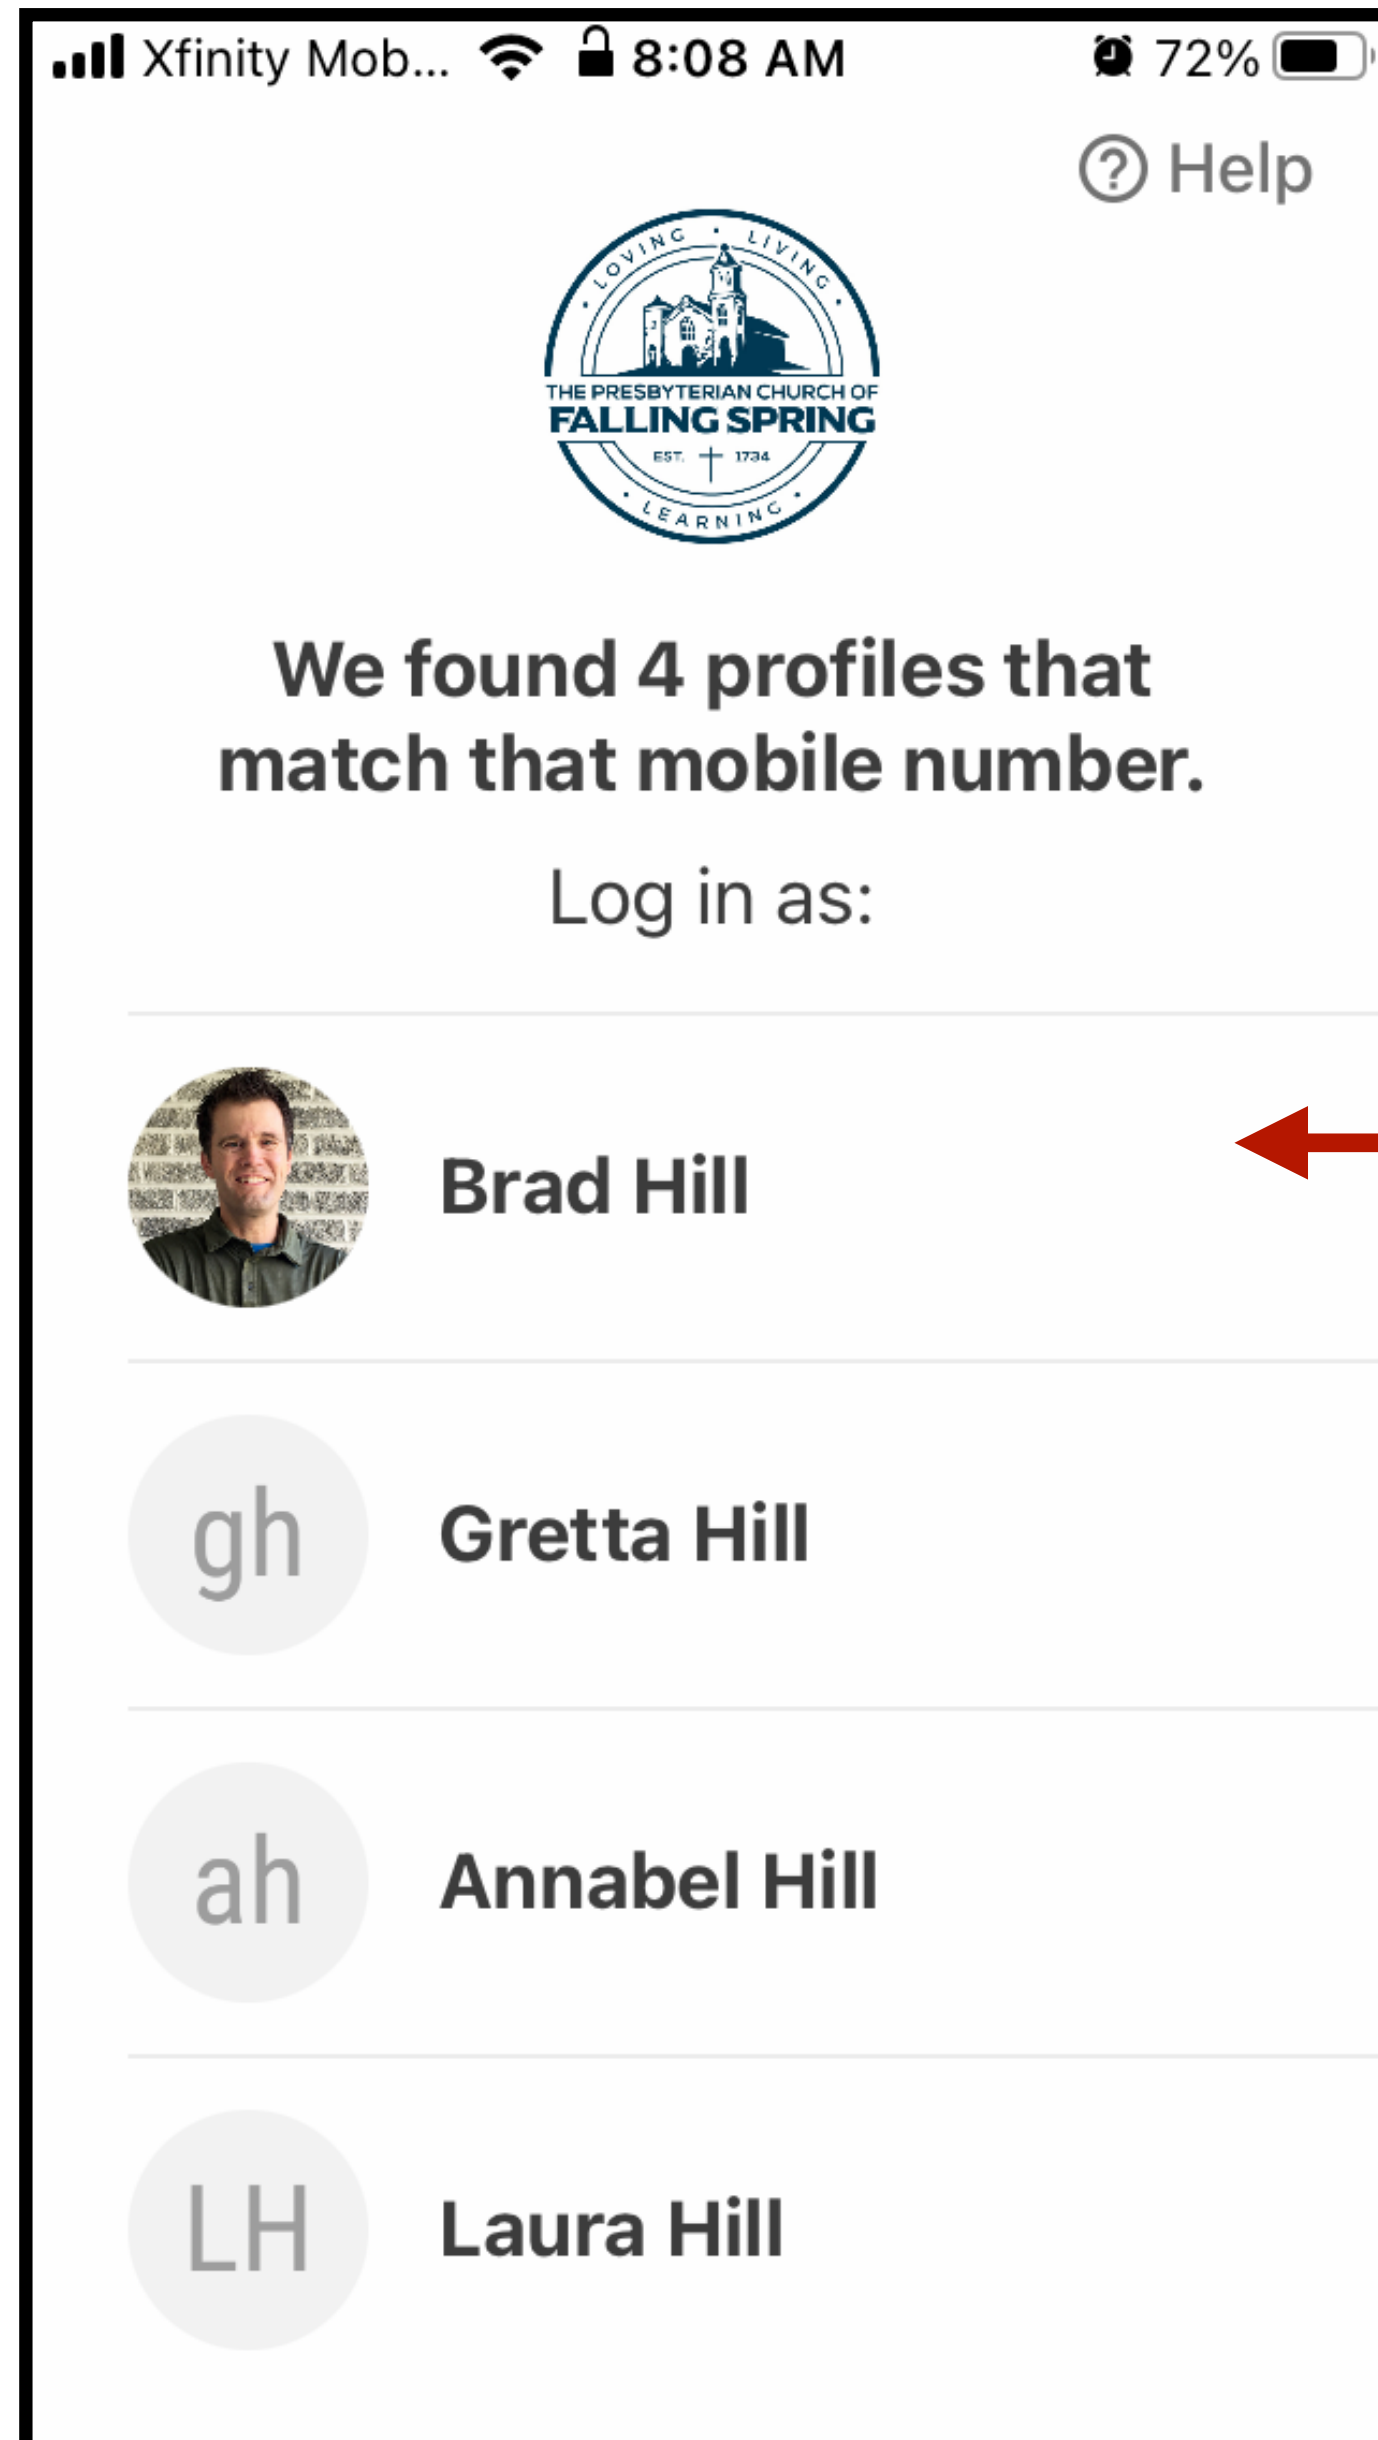 Xfinity Mob... 8:08 AM 72%
Help
LOVING · LIVING
THE PRESBYTERIAN CHURCH OF
FALLING SPRING
EST. 1734
LEARNING
We found 4 profiles that
match that mobile number.
Log in as:
Brad Hill
gh Gretta Hill
ah Annabel Hill
LH Laura Hill